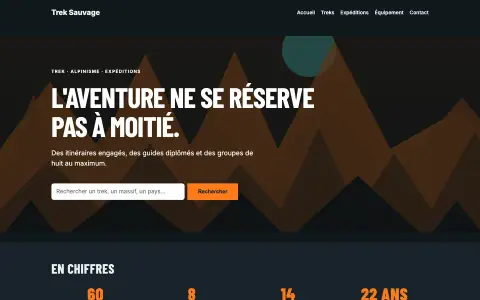 Trek Sauvage
Accueil Treks Expéditions Équipement Contact
TREK · ALPINISME · EXPÉDITIONS
L'AVENTURE NE SE RÉSERVE
PAS À MOITIÉ.
Des itinéraires engagés, des guides diplômés et des groupes de
huit au maximum.
Rechercher un trek, un massif, un pays...
Rechercher
EN CHIFFRES
60 8 14 22 ANS